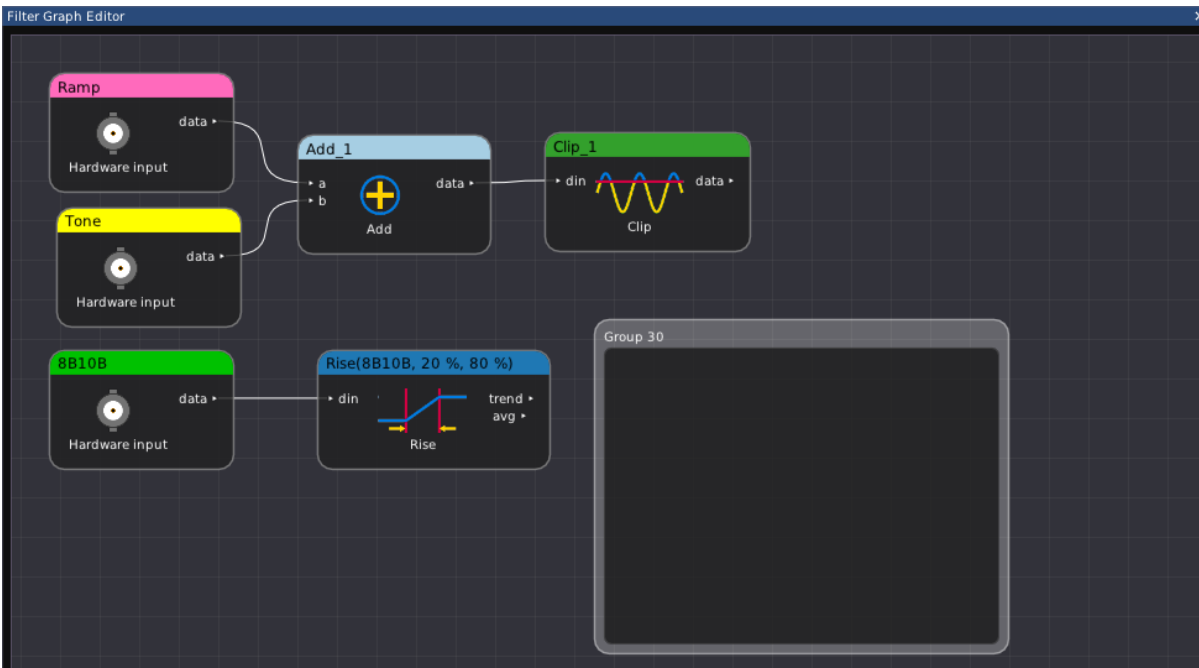 Filter Graph Editor
Ramp
data
Hardware input
Add_1
a
b
data
Add
Clip_1
din
data
Clip
Tone
data
Hardware input
8B10B
data
Hardware input
Rise(8B10B, 20 %, 80 %)
din
trend
avg
Rise
Group 30